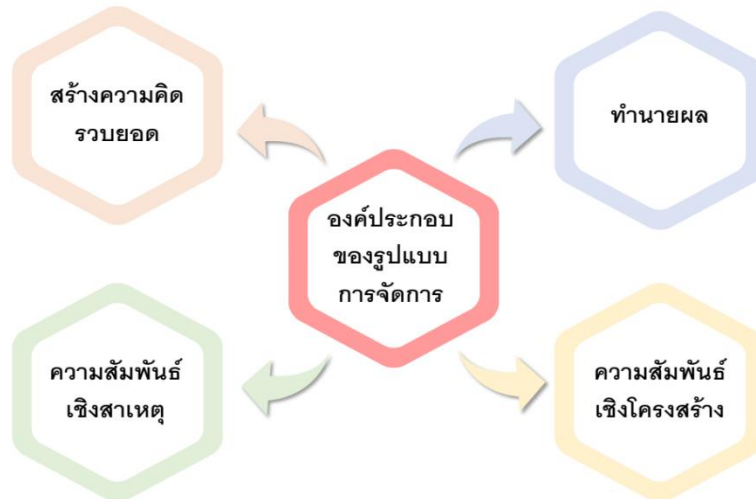 สร้างความคิด
รวบยอด
ทำนายผล
องค์ประกอบ
ของรูปแบบ
การจัดการ
ความสัมพันธ์
เชิงสาเหตุ
ความสัมพันธ์
เชิงโครงสร้าง